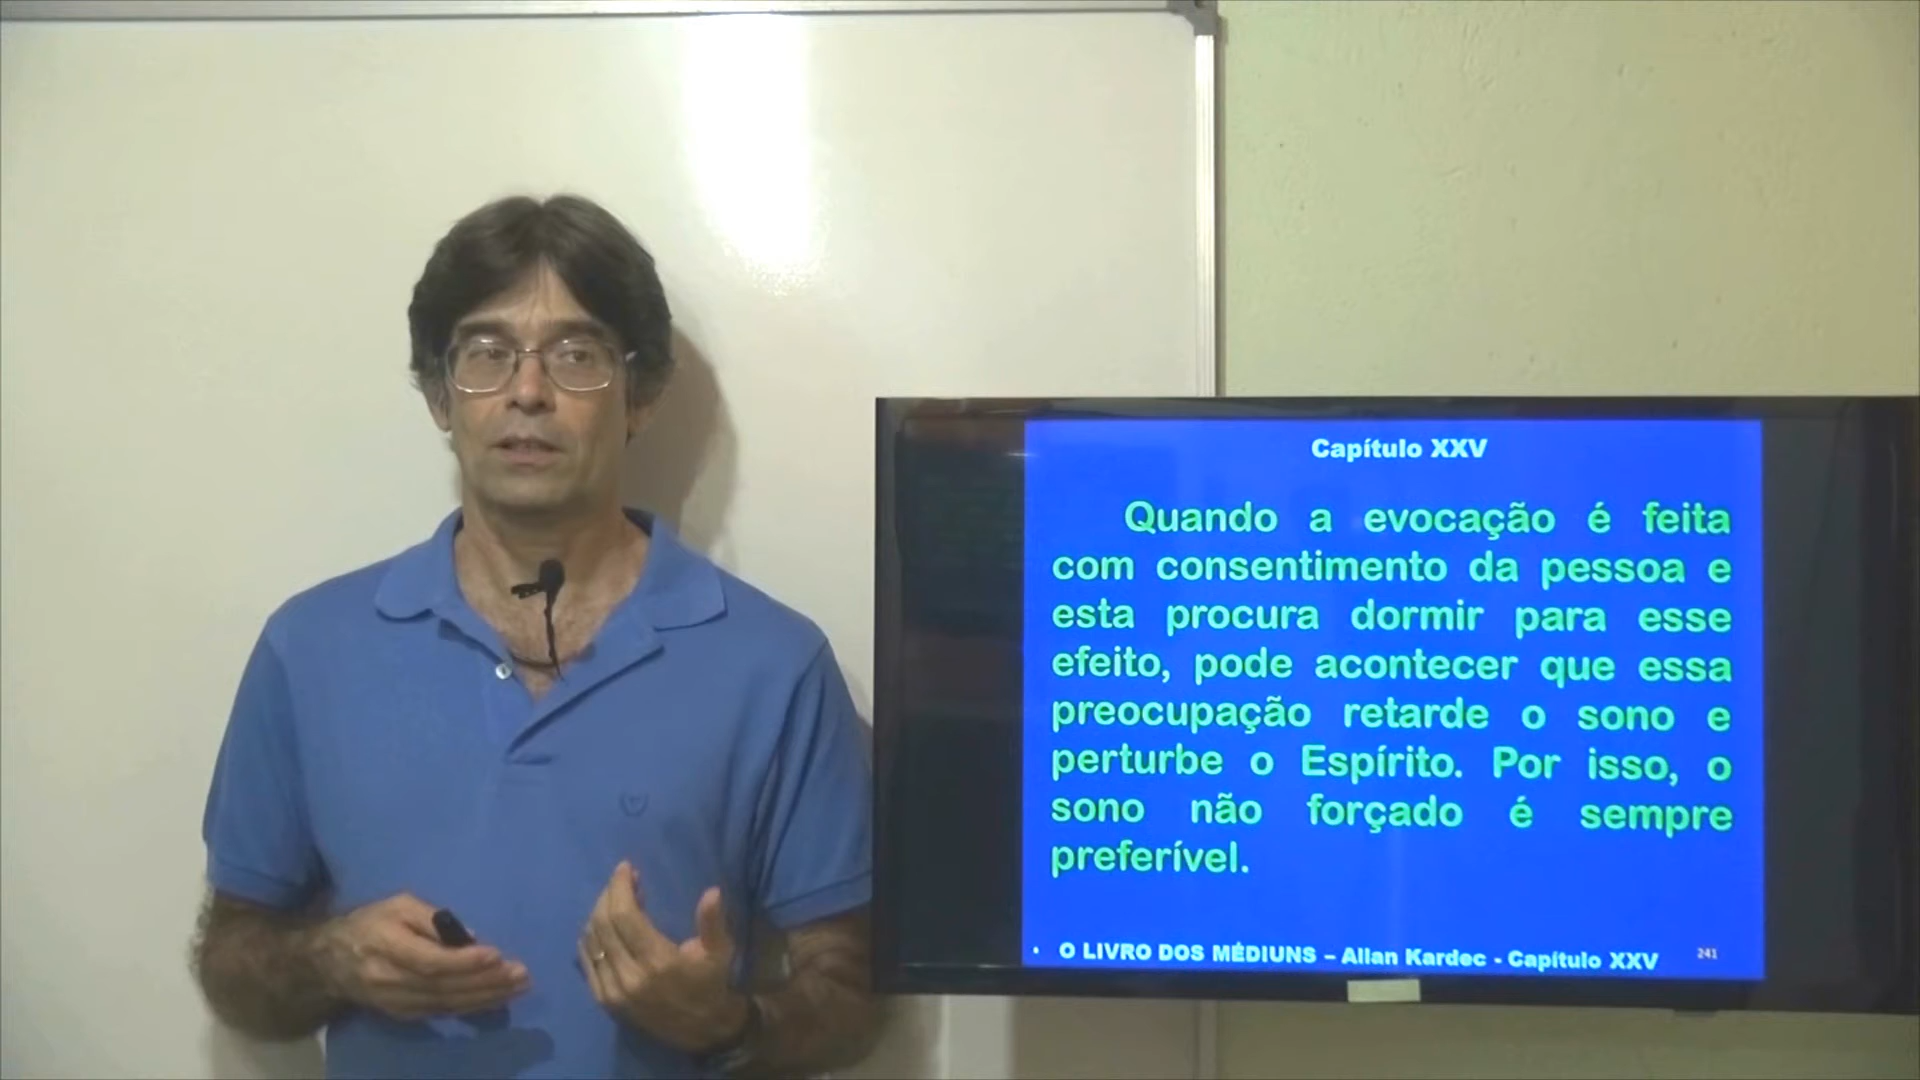 Capítulo XXV
Quando a evocação é feita
com consentimento da pessoa e
esta procura dormir para esse
efeito, pode acontecer que essa
preocupação retarde o sono e
perturbe o Espírito. Por isso, o
sono não forçado é sempre
preferível.
• O LIVRO DOS MÉDIUNS – Allan Kardec - Capítulo XXV 241